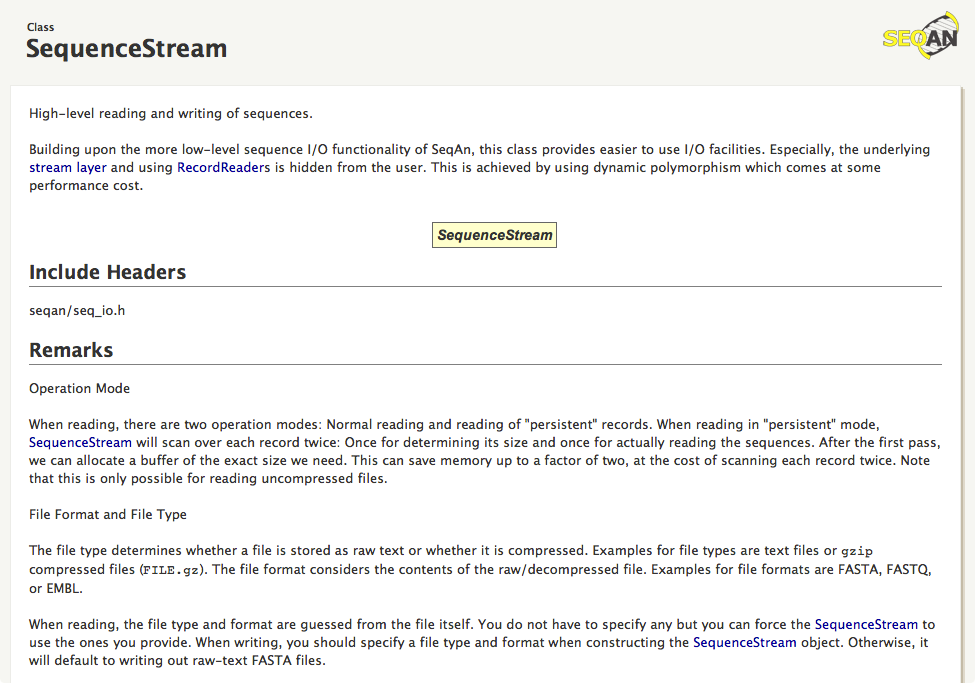 Class
SequenceStream
SEQAN
High-level reading and writing of sequences.
Building upon the more low-level sequence I/O functionality of SeqAn, this class provides easier to use I/O facilities. Especially, the underlying
stream layer and using RecordReaders is hidden from the user. This is achieved by using dynamic polymorphism which comes at some
performance cost.
SequenceStream
Include Headers
seqan/seq_io.h
Remarks
Operation Mode
When reading, there are two operation modes: Normal reading and reading of "persistent" records. When reading in "persistent" mode,
SequenceStream will scan over each record twice: Once for determining its size and once for actually reading the sequences. After the first pass,
we can allocate a buffer of the exact size we need. This can save memory up to a factor of two, at the cost of scanning each record twice. Note
that this is only possible for reading uncompressed files.
File Format and File Type
The file type determines whether a file is stored as raw text or whether it is compressed. Examples for file types are text files or gzip
compressed files (FILE.gz). The file format considers the contents of the raw/decompressed file. Examples for file formats are FASTA, FASTQ,
or EMBL.
When reading, the file type and format are guessed from the file itself. You do not have to specify any but you can force the SequenceStream to
use the ones you provide. When writing, you should specify a file type and format when constructing the SequenceStream object. Otherwise, it
will default to writing out raw-text FASTA files.